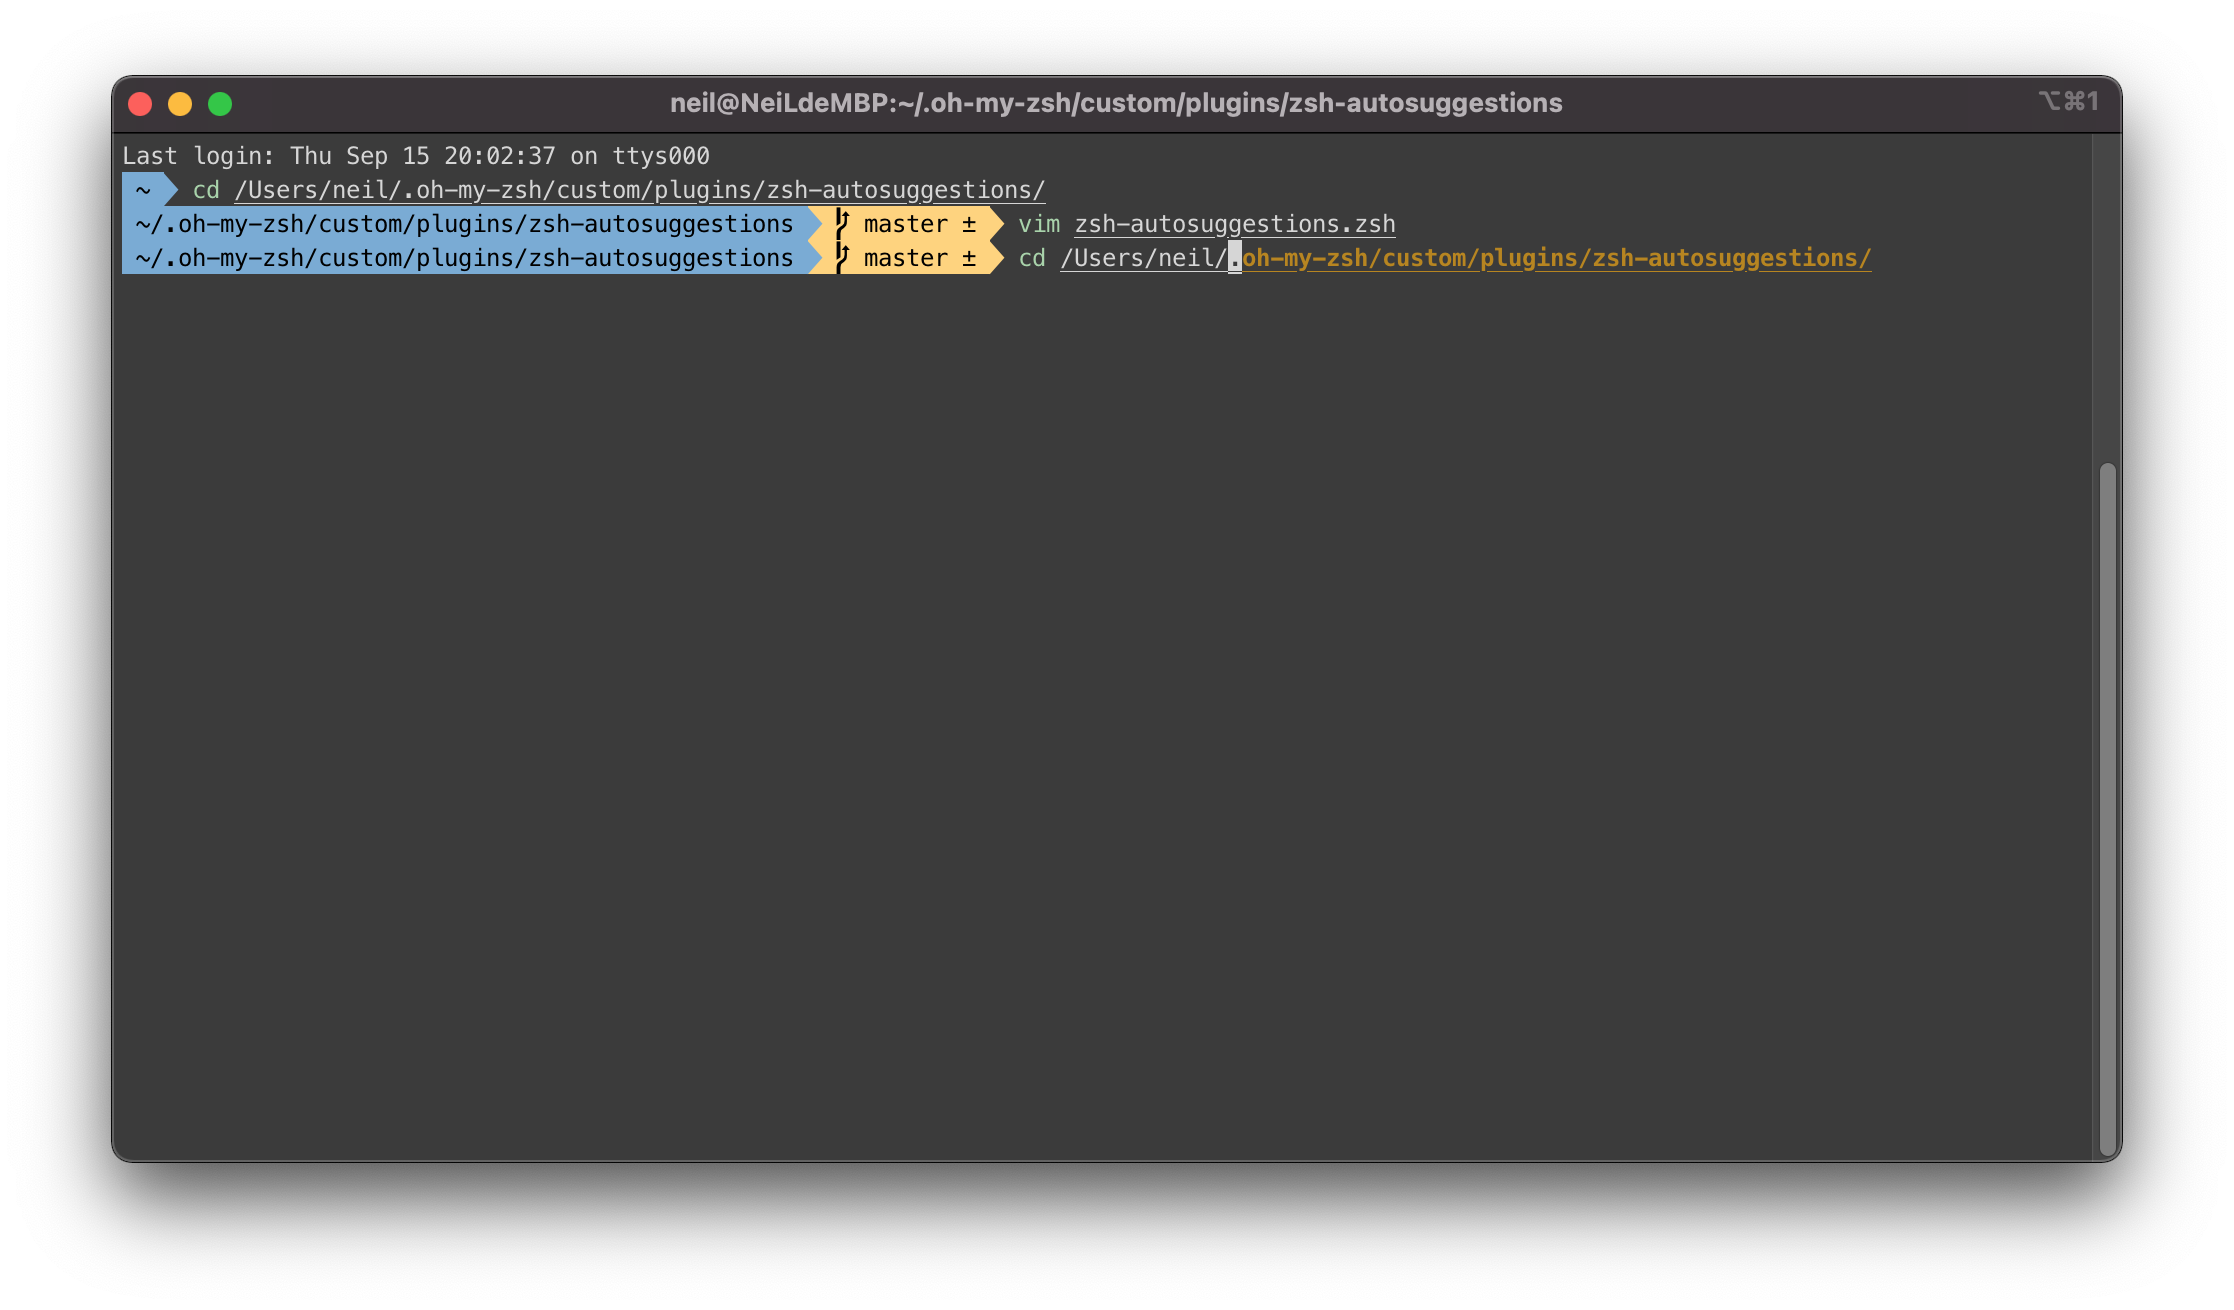 neil@NeiLdeMBP:~/.oh-my-zsh/custom/plugins/zsh-autosuggestions ⌥⌘1
Last login: Thu Sep 15 20:02:37 on ttys000
~ cd /Users/neil/.oh-my-zsh/custom/plugins/zsh-autosuggestions/
~/.oh-my-zsh/custom/plugins/zsh-autosuggestions master ± vim zsh-autosuggestions.zsh
~/.oh-my-zsh/custom/plugins/zsh-autosuggestions master ± cd /Users/neil/.oh-my-zsh/custom/plugins/zsh-autosuggestions/